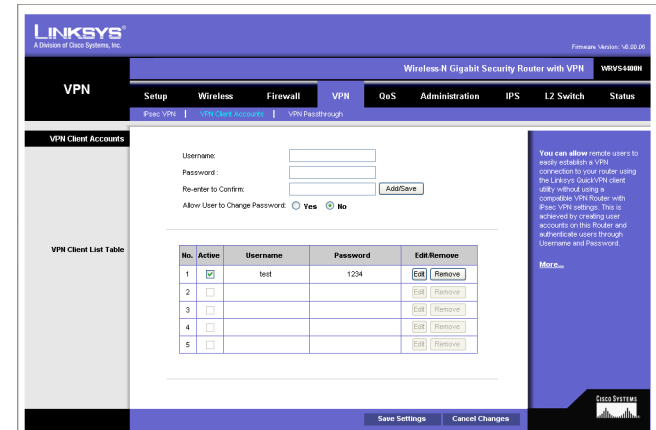 LINKSYS®
A Division of Cisco Systems, Inc.
Firmware Version: V0.00.06
Wireless-N Gigabit Security Router with VPN WRVS4400N
VPN
Setup Wireless Firewall VPN QoS Administration IPS L2 Switch Status
IPsec VPN | VPN Client Accounts | VPN Passthrough
VPN Client Accounts
Username:
Password :
Re-enter to Confirm: Add/Save
Allow User to Change Password: Yes No
VPN Client List Table
No. Active Username Password Edit/Remove
1 test 1234 Edit Remove
2 Edit Remove
3 Edit Remove
4 Edit Remove
5 Edit Remove
You can allow remote users to
easily establish a VPN
connection to your router using
the Linksys QuickVPN client
utility without using a
compatible VPN Router with
IPsec VPN settings. This is
achieved by creating user
accounts on this Router and
authenticate users through
Username and Password.
More...
Save Settings Cancel Changes
CISCO SYSTEMS